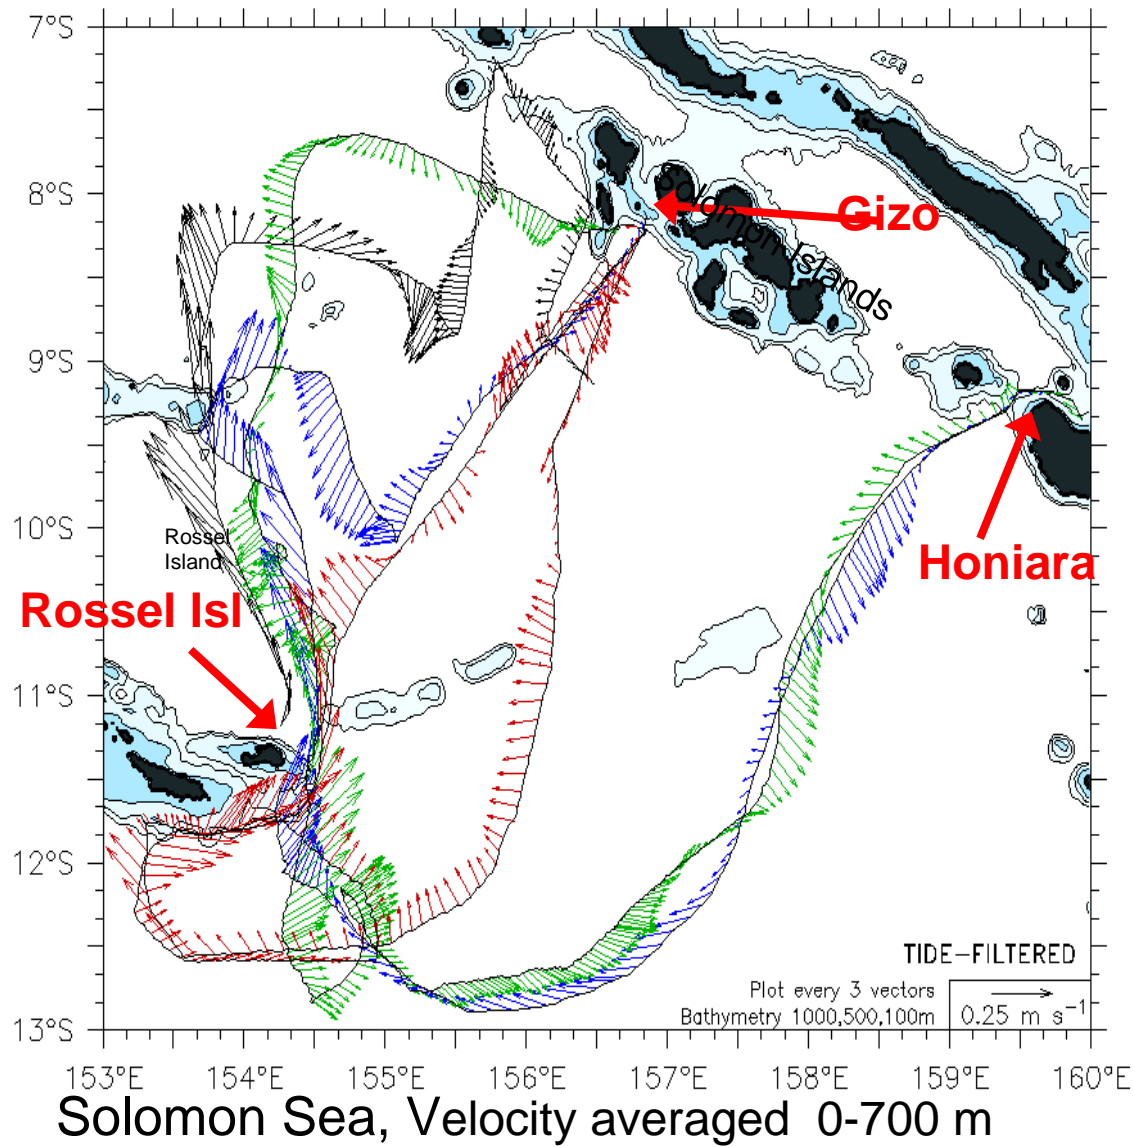 7°S
8°S
9°S
10°S
11°S
12°S
13°S
Solomon Islands
Gizo
Rossel
Island
Honiara
Rossel Isl
TIDE-FILTERED
Plot every 3 vectors
Bathymetry 1000,500,100m
0.25 m s⁻¹
153°E 154°E 155°E 156°E 157°E 158°E 159°E 160°E
Solomon Sea, Velocity averaged 0-700 m